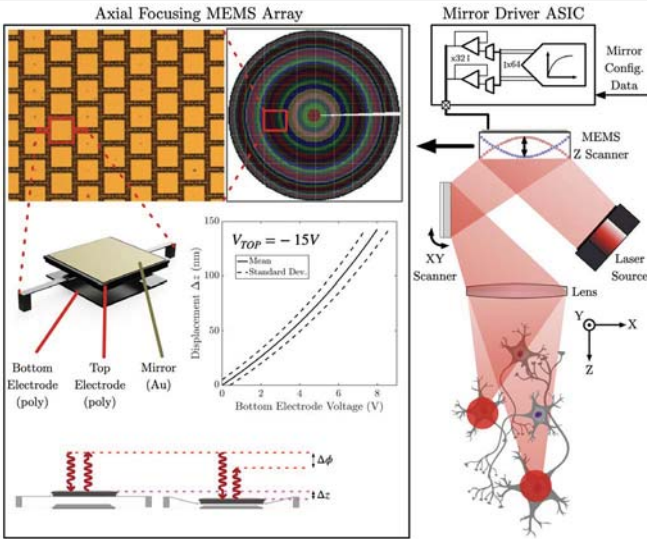 Axial Focusing MEMS Array
Mirror Driver ASIC
x32
1x64
Mirror
Config.
Data
MEMS
Z Scanner
XY
Scanner
Laser
Source
Lens
Y
X
Z
Bottom
Electrode
(poly)
Top
Electrode
(poly)
Mirror
(Au)
V_TOP = − 15V
Mean
Standard Dev.
Displacement Δz (nm)
150
100
50
0
0 2 4 6 8
Bottom Electrode Voltage (V)
Δϕ
Δz